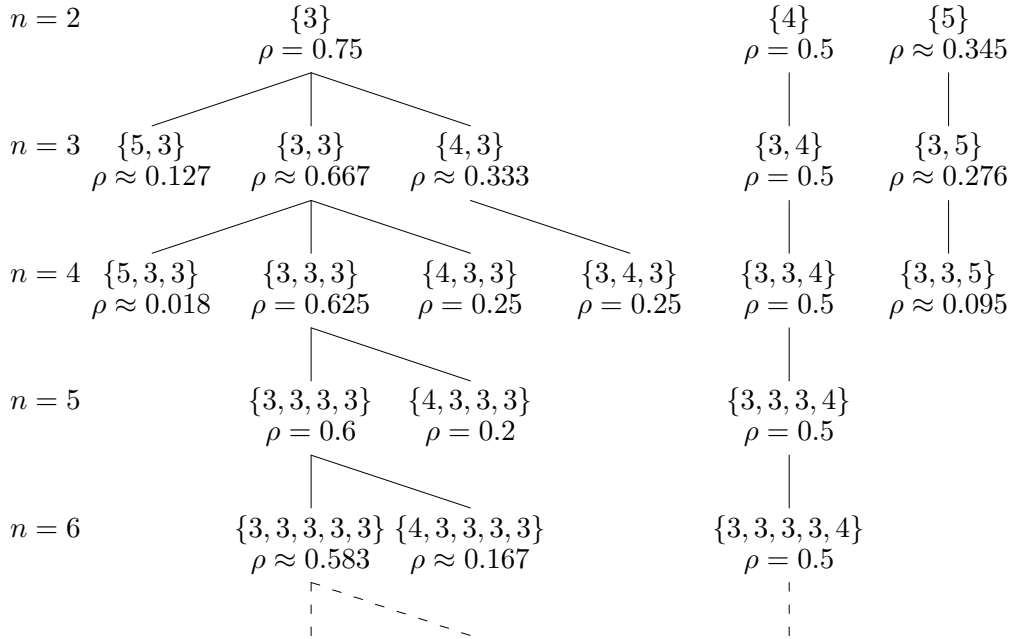 n = 2 {3} {4} {5}
ρ = 0.75 ρ = 0.5 ρ ≈ 0.345
n = 3 {5, 3} {3, 3} {4, 3} {3, 4} {3, 5}
ρ ≈ 0.127 ρ ≈ 0.667 ρ ≈ 0.333 ρ = 0.5 ρ ≈ 0.276
n = 4 {5, 3, 3} {3, 3, 3} {4, 3, 3} {3, 4, 3} {3, 3, 4} {3, 3, 5}
ρ ≈ 0.018 ρ = 0.625 ρ = 0.25 ρ = 0.25 ρ = 0.5 ρ ≈ 0.095
n = 5 {3, 3, 3, 3} {4, 3, 3, 3} {3, 3, 3, 4}
ρ = 0.6 ρ = 0.2 ρ = 0.5
n = 6 {3, 3, 3, 3, 3} {4, 3, 3, 3, 3} {3, 3, 3, 3, 4}
ρ ≈ 0.583 ρ ≈ 0.167 ρ = 0.5